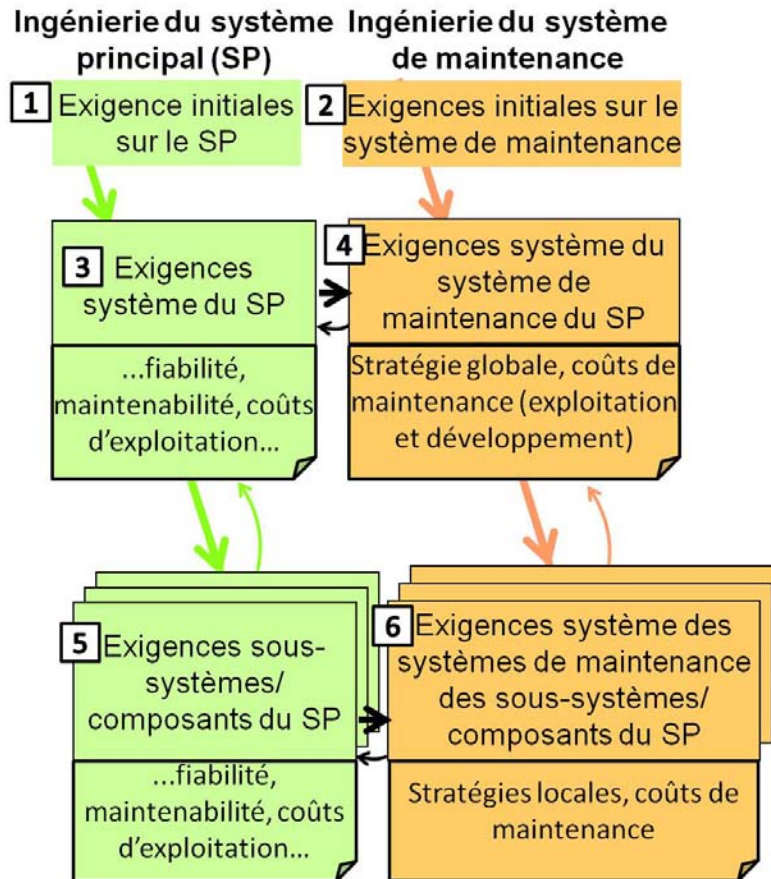 Ingénierie du système
principal (SP)
Ingénierie du système
de maintenance
1
Exigence initiales
sur le SP
2
Exigences initiales sur le
système de maintenance
3
Exigences
système du SP
4
Exigences système du
système de
maintenance du SP
...fiabilité,
maintenabilité, coûts
d'exploitation...
Stratégie globale, coûts de
maintenance (exploitation
et développement)
5
Exigences sous-
systèmes/
composants du SP
6
Exigences système des
systèmes de maintenance
des sous-systèmes/
composants du SP
...fiabilité,
maintenabilité, coûts
d'exploitation...
Stratégies locales, coûts de
maintenance